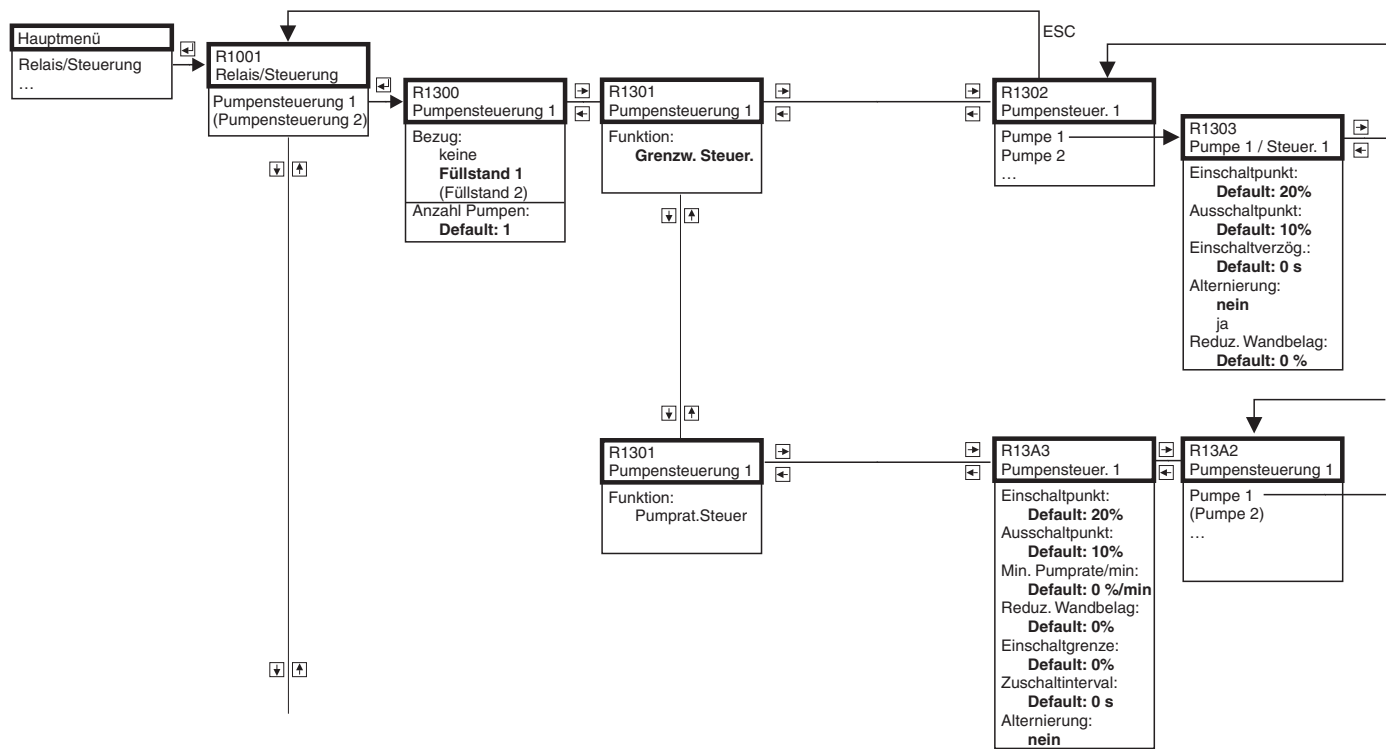 Hauptmenü
Relais/Steuerung
…
R1001
Relais/Steuerung
Pumpensteuerung 1
(Pumpensteuerung 2)
R1300
Pumpensteuerung 1
Bezug:
keine
Füllstand 1
(Füllstand 2)
Anzahl Pumpen:
Default: 1
R1301
Pumpensteuerung 1
Funktion:
Grenzw. Steuer.
ESC
R1302
Pumpensteuer. 1
Pumpe 1
Pumpe 2
…
R1303
Pumpe 1 / Steuer. 1
Einschaltpunkt:
Default: 20%
Ausschaltpunkt:
Default: 10%
Einschaltverzög.:
Default: 0 s
Alternierung:
nein
ja
Reduz. Wandbelag:
Default: 0 %
R1301
Pumpensteuerung 1
Funktion:
Pumprat.Steuer
R13A3
Pumpensteuer. 1
Einschaltpunkt:
Default: 20%
Ausschaltpunkt:
Default: 10%
Min. Pumprate/min:
Default: 0 %/min
Reduz. Wandbelag:
Default: 0%
Einschaltgrenze:
Default: 0%
Zuschaltinterval:
Default: 0 s
Alternierung:
nein
R13A2
Pumpensteuerung 1
Pumpe 1
(Pumpe 2)
…